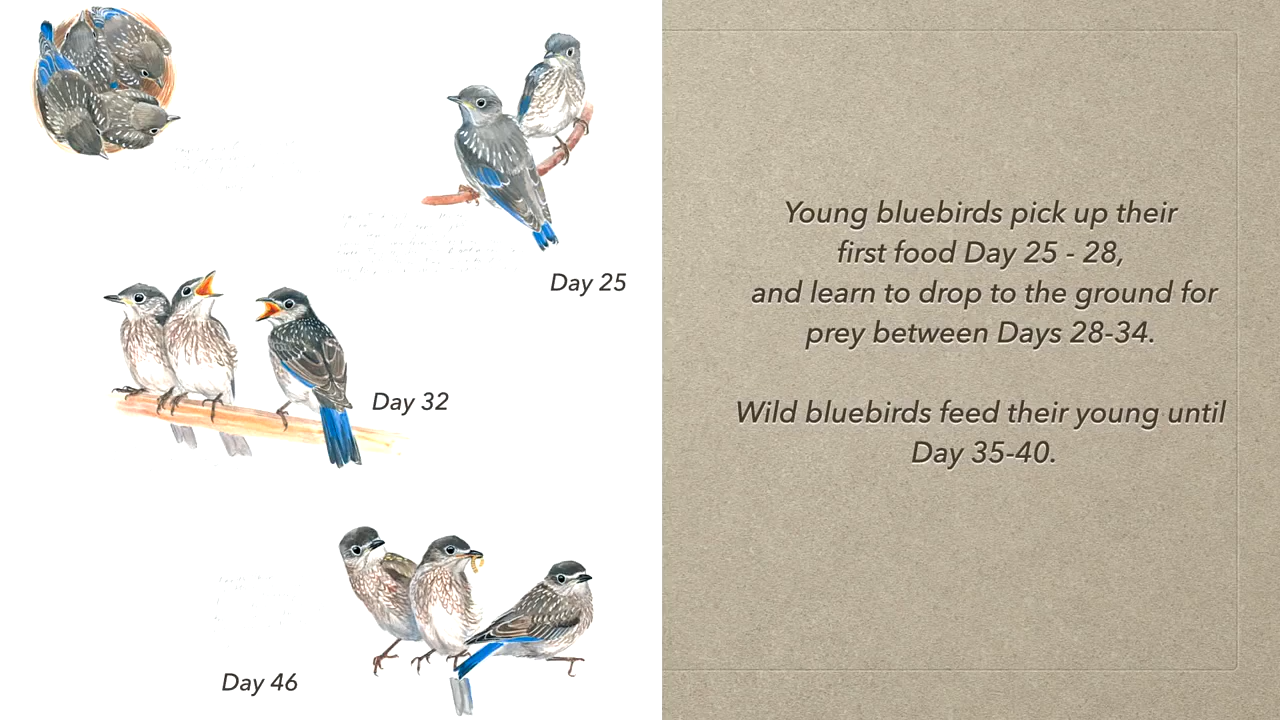 Day 25
Day 32
Day 46
Young bluebirds pick up their
first food Day 25 - 28,
and learn to drop to the ground for
prey between Days 28-34.
Wild bluebirds feed their young until
Day 35-40.